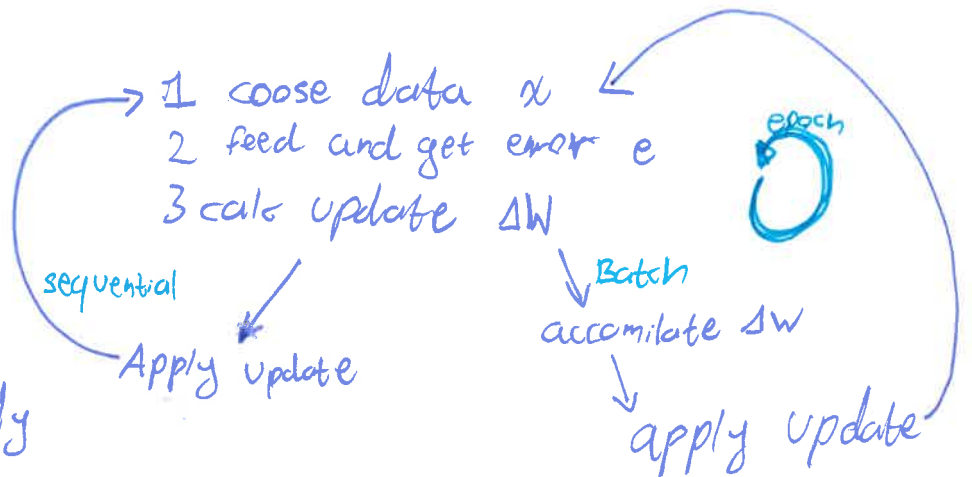 1 coose data x
epoch
2 feed and get error e
3 calc update ΔW
sequential
Batch
accomilate ΔW
Apply update
apply update